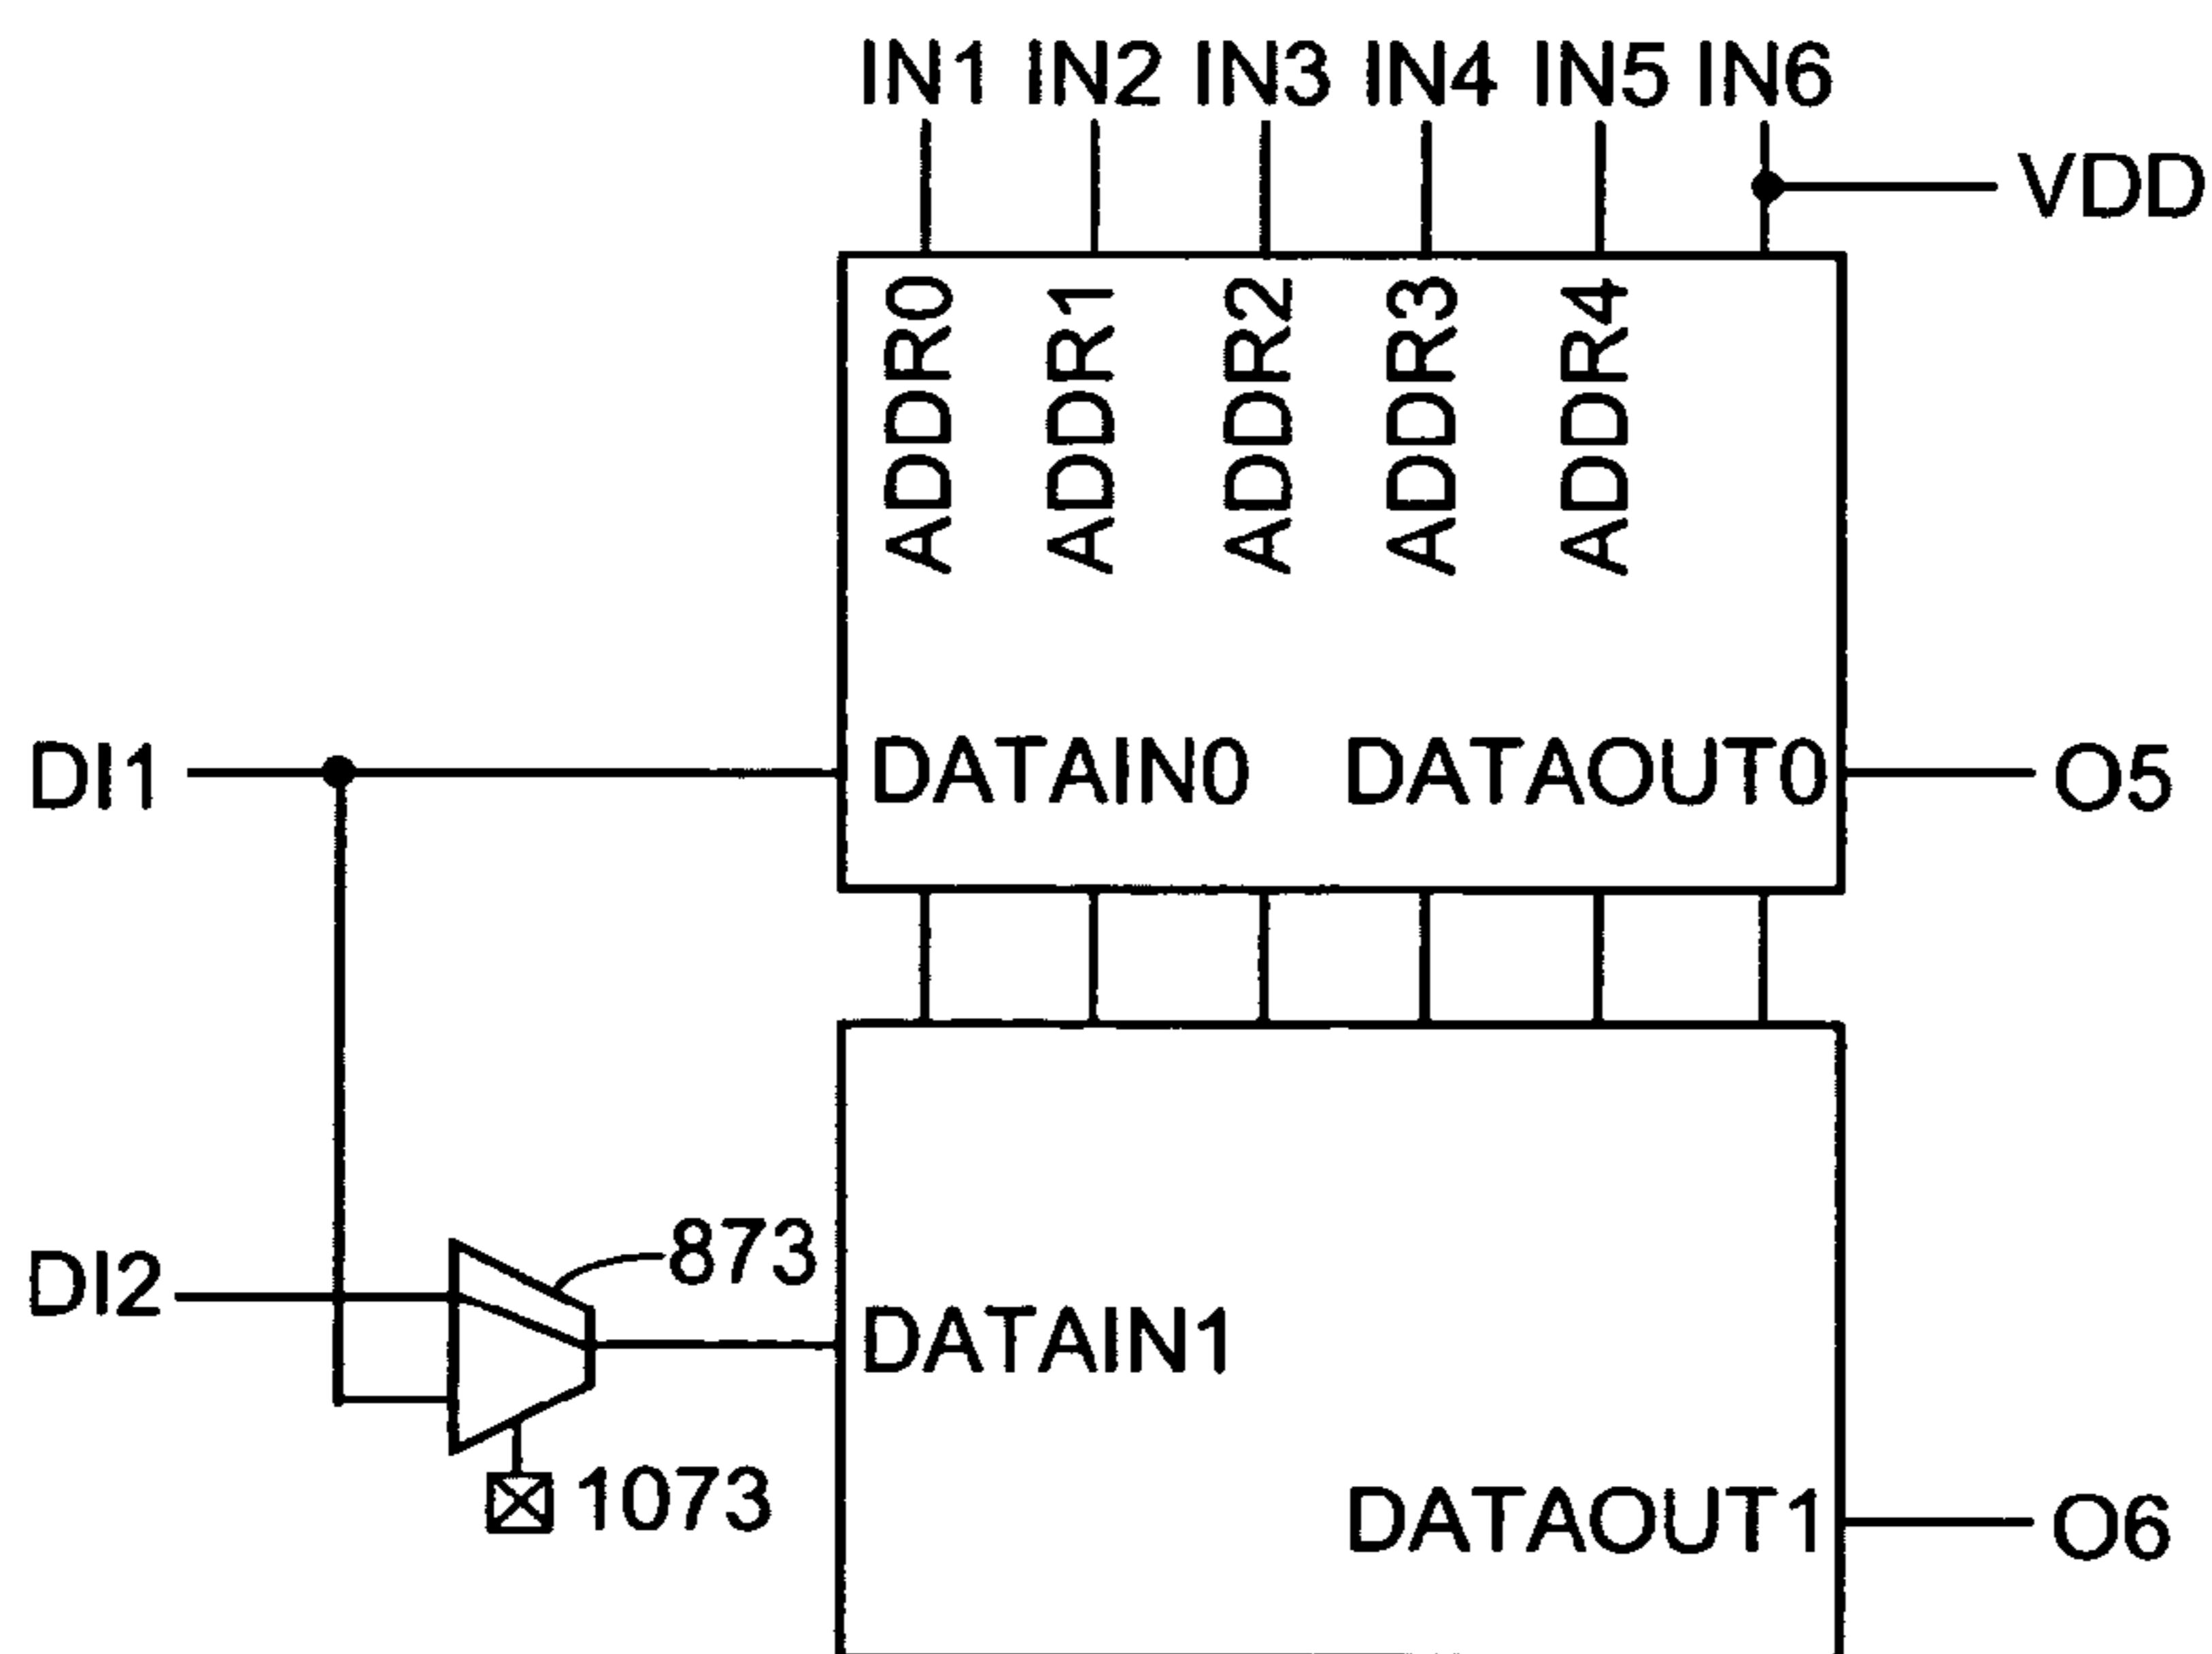 IN1 IN2 IN3 IN4 IN5 IN6
VDD
ADDR0
ADDR1
ADDR2
ADDR3
ADDR4
DI1
DATAIN0
DATAOUT0
O5
DI2
873
DATAIN1
1073
DATAOUT1
O6